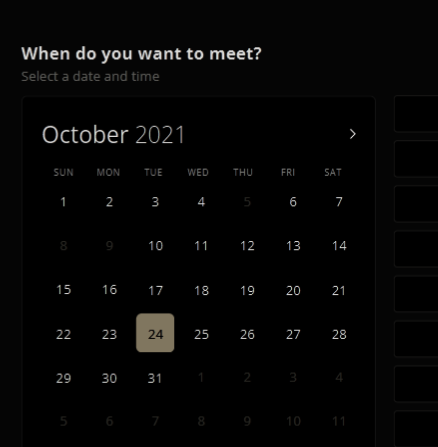 When do you want to meet?
Select a date and time
October 2021
SUN MON TUE WED THU FRI SAT
1 2 3 4 5 6 7
8 9 10 11 12 13 14
15 16 17 18 19 20 21
22 23 24 25 26 27 28
29 30 31 1 2 3 4
5 6 7 8 9 10 11